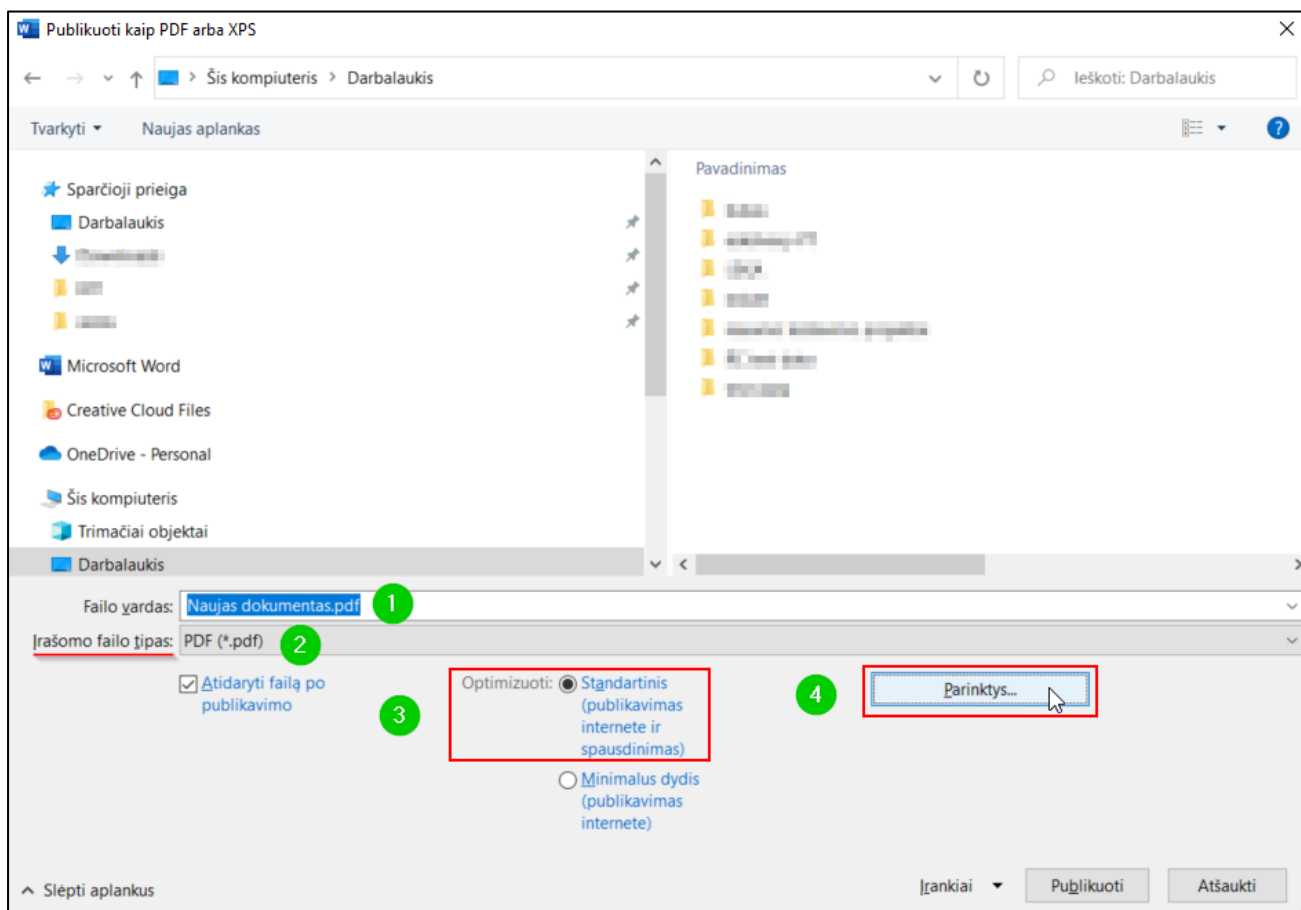 Publikuoti kaip PDF arba XPS
Šis kompiuteris > Darbalaukis
Ieškoti: Darbalaukis
Tvarkyti
Naujas aplankas
Pavadinimas
Sparčioji prieiga
Darbalaukis
Microsoft Word
Creative Cloud Files
OneDrive - Personal
Šis kompiuteris
Trimačiai objektai
Darbalaukis
Failo vardas: Naujas dokumentas.pdf 1
Įrašomo failo tipas: PDF (*.pdf) 2
Atidaryti failą po
publikavimo
3
Optimizuoti: Standartinis
(publikavimas
internete ir
spausdinimas)
Minimalus dydis
(publikavimas
internete)
4
Parinktys...
Slėpti aplankus
Įrankiai
Publikuoti
Atšaukti